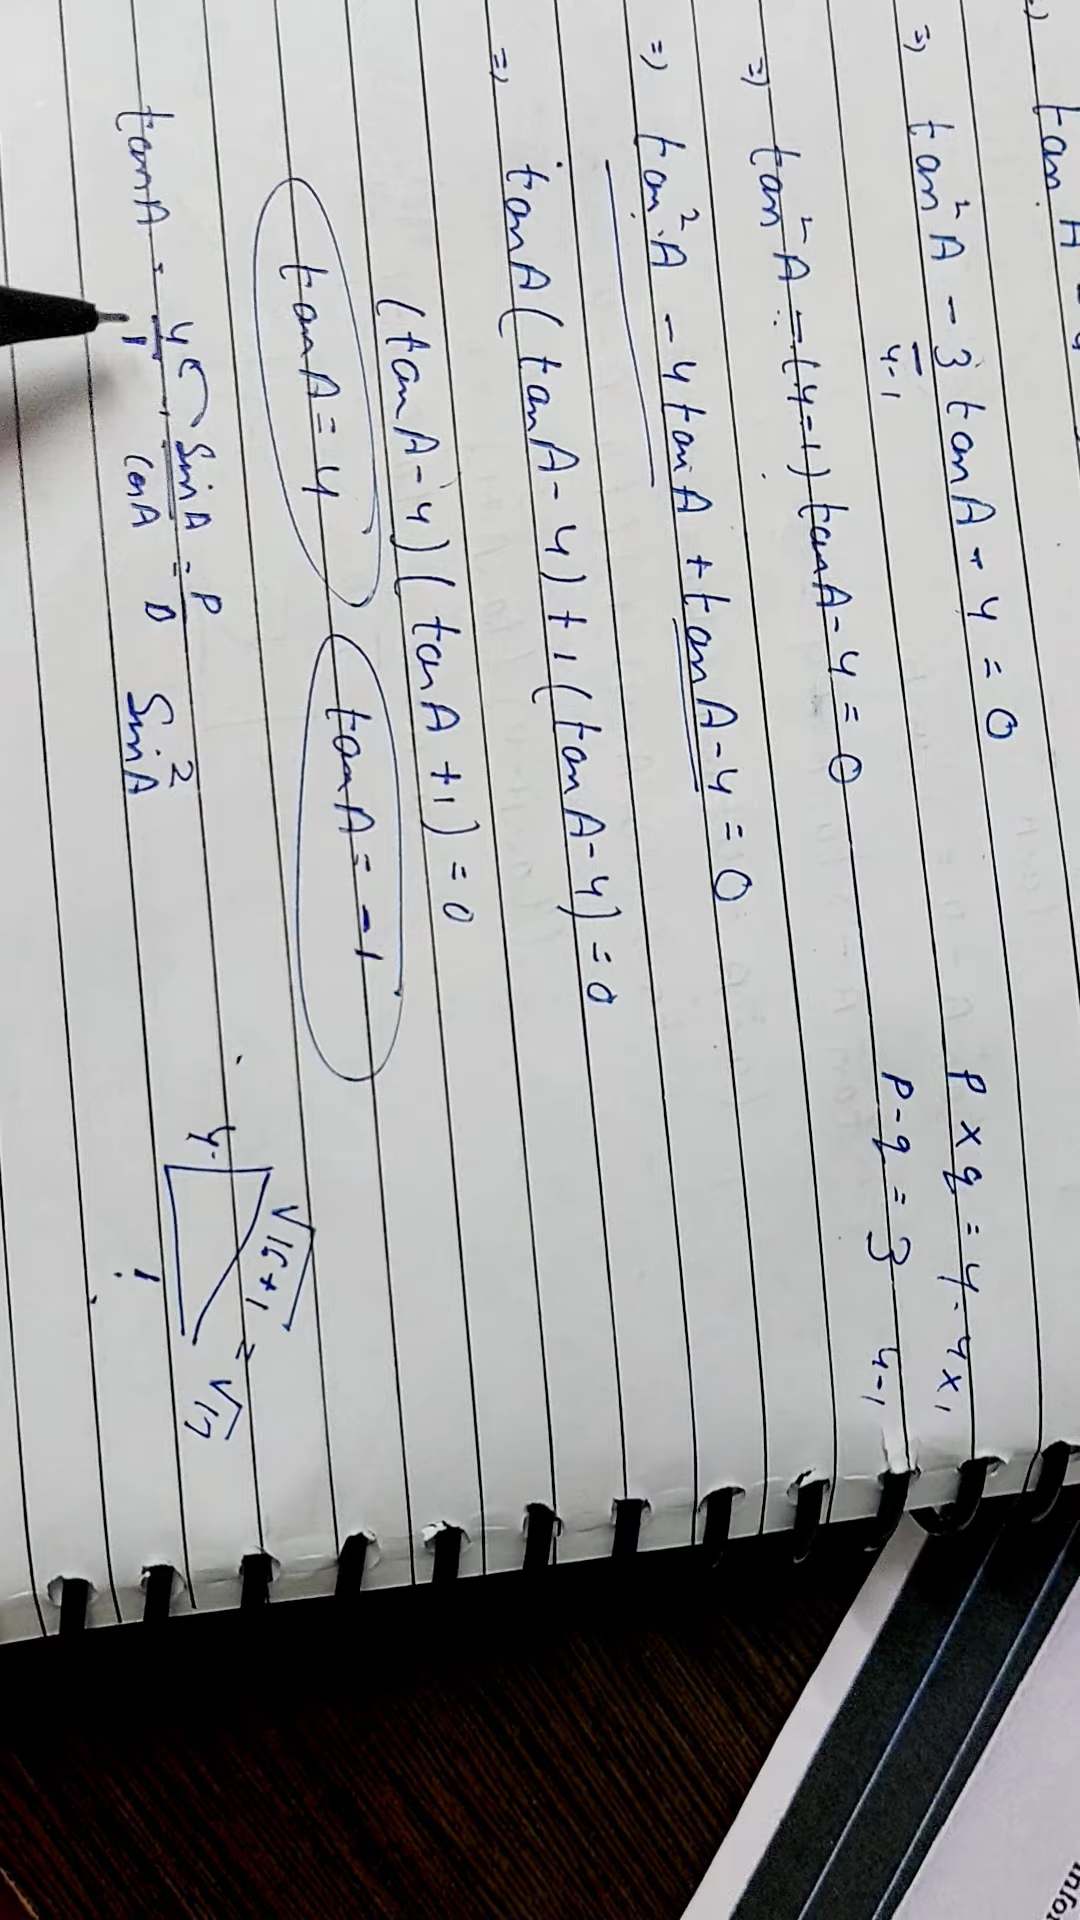 tan²A - 3 tanA - 4 = 0
4-1
p × q = 4 - 4×1
p - q = 3 4-1
⇒ tan²A - (4-1) tanA - 4 = 0
⇒ tan²A - 4 tanA + tanA - 4 = 0
⇒ tanA (tanA - 4) + 1 (tanA - 4) = 0
(tanA - 4) (tanA + 1) = 0
tanA = 4 tanA = -1
tanA = 4/1 = SinA/CosA = P/B Sin²A
4
√16+1 = √17
1
infor